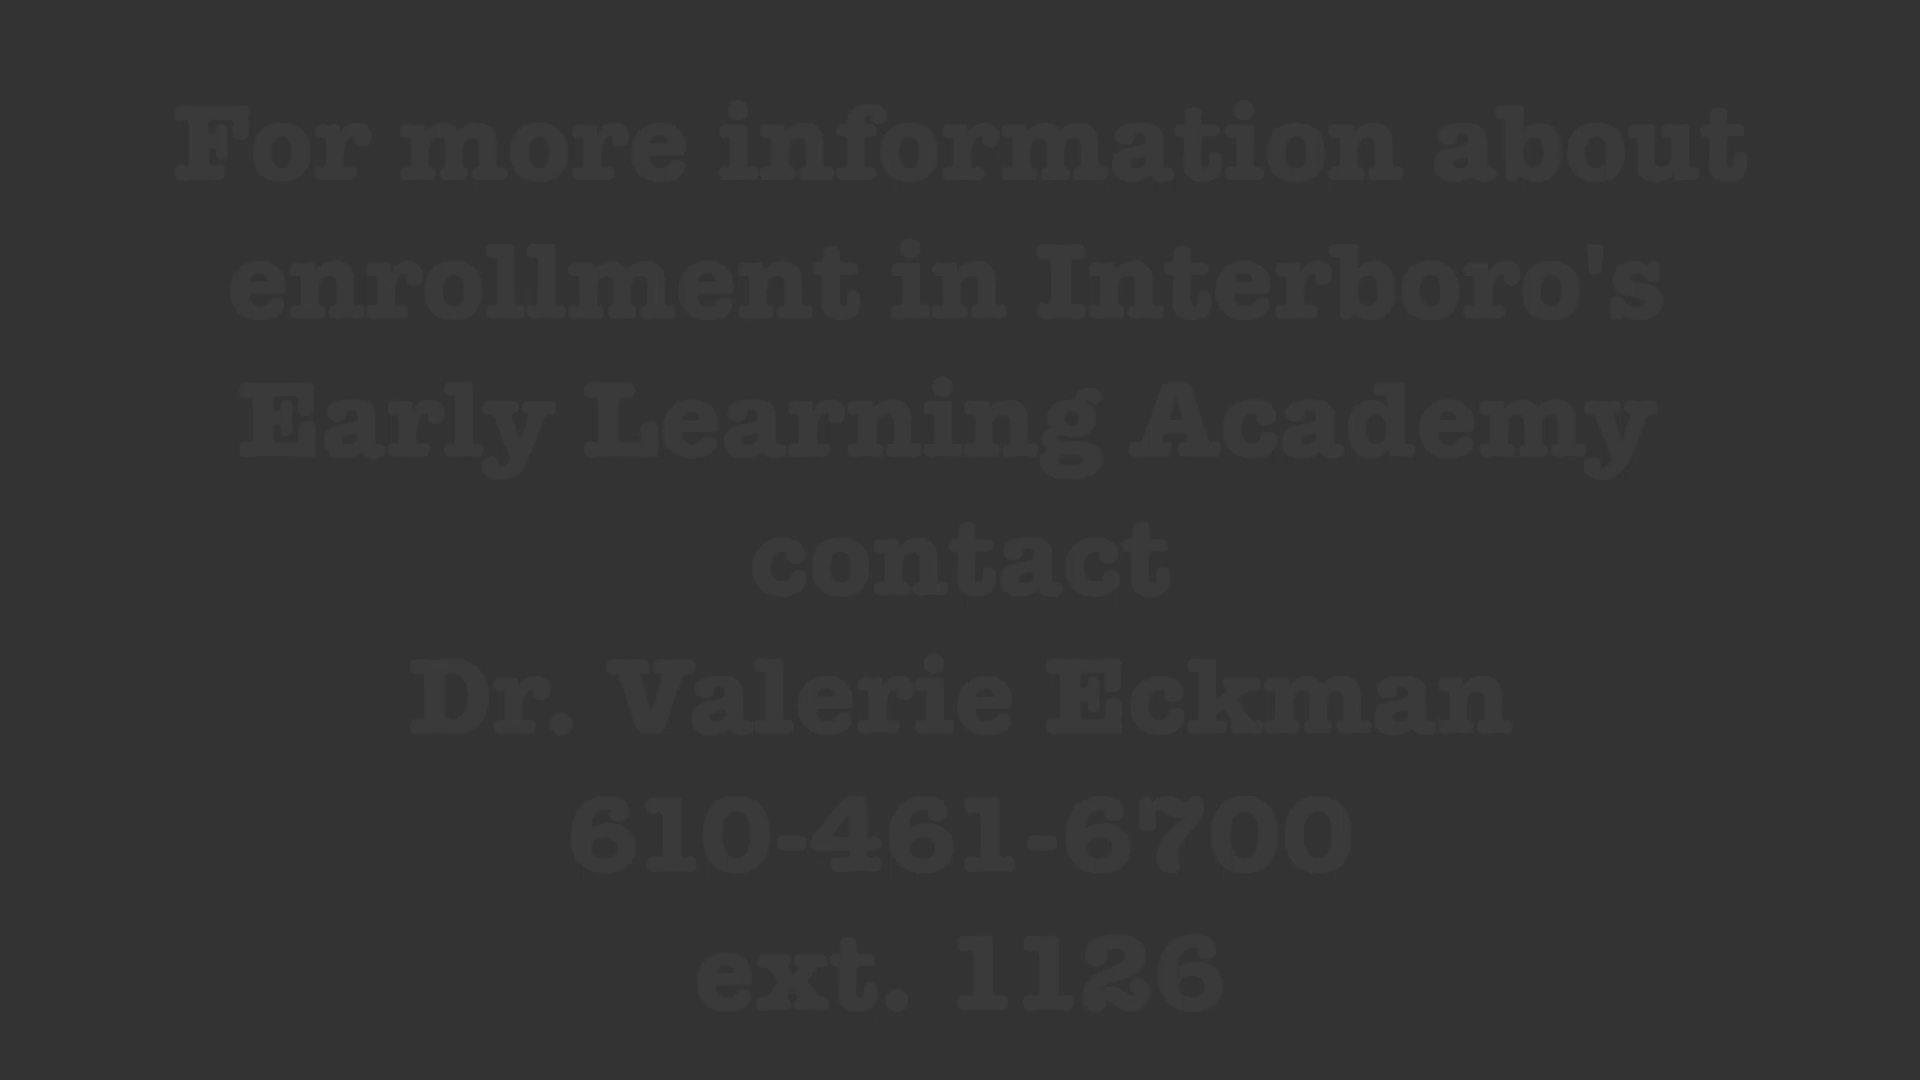 For more information about
enrollment in Interboro's
Early Learning Academy
contact
Dr. Valerie Eckman
610-461-6700
ext. 1126